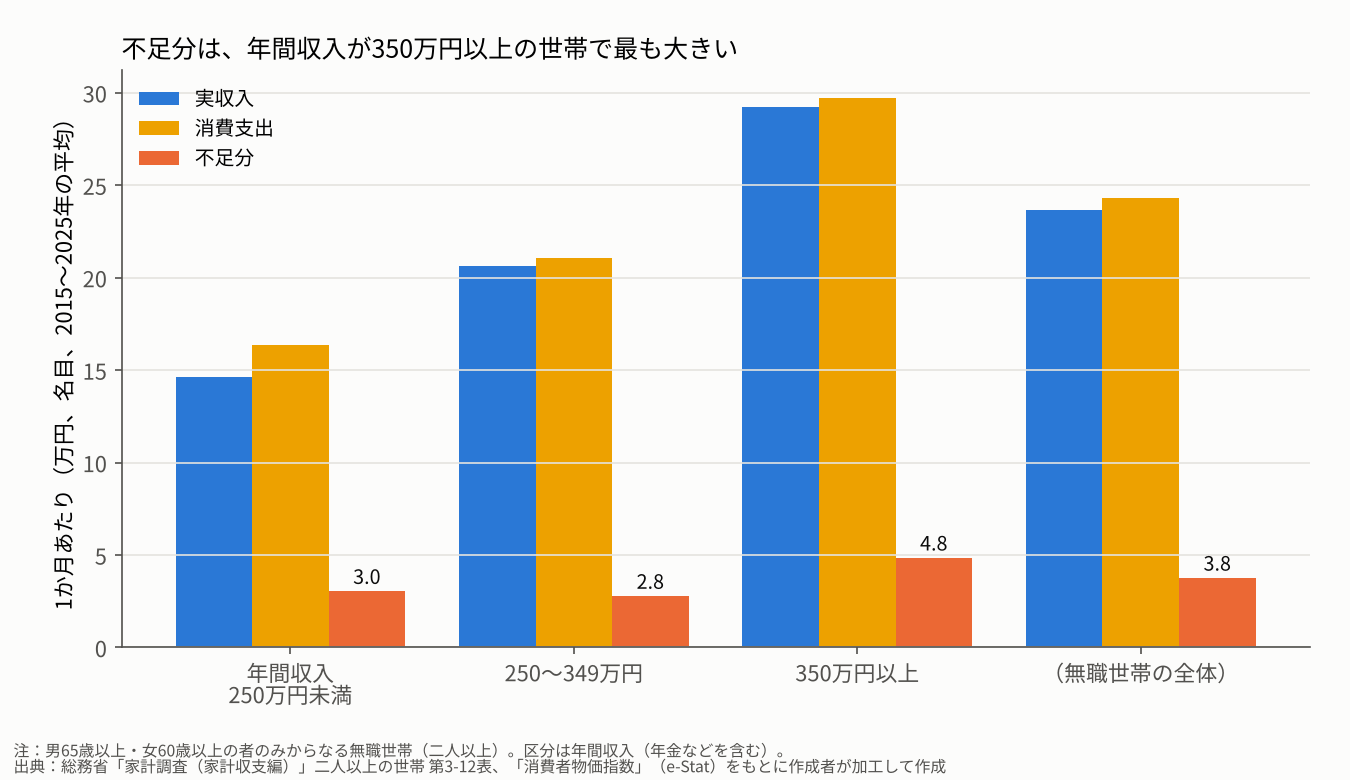 不足分は、年間収入が350万円以上の世帯で最も大きい
1か月あたり（万円、名目、2015～2025年の平均）
30
25
20
15
10
5
0
実収入
消費支出
不足分
3.0
2.8
4.8
3.8
年間収入
250万円未満
250～349万円
350万円以上
（無職世帯の全体）
注：男65歳以上・女60歳以上の者のみからなる無職世帯（二人以上）。区分は年間収入（年金などを含む）。
出典：総務省「家計調査（家計収支編）」二人以上の世帯 第3-12表、「消費者物価指数」（e-Stat）をもとに作成者が加工して作成